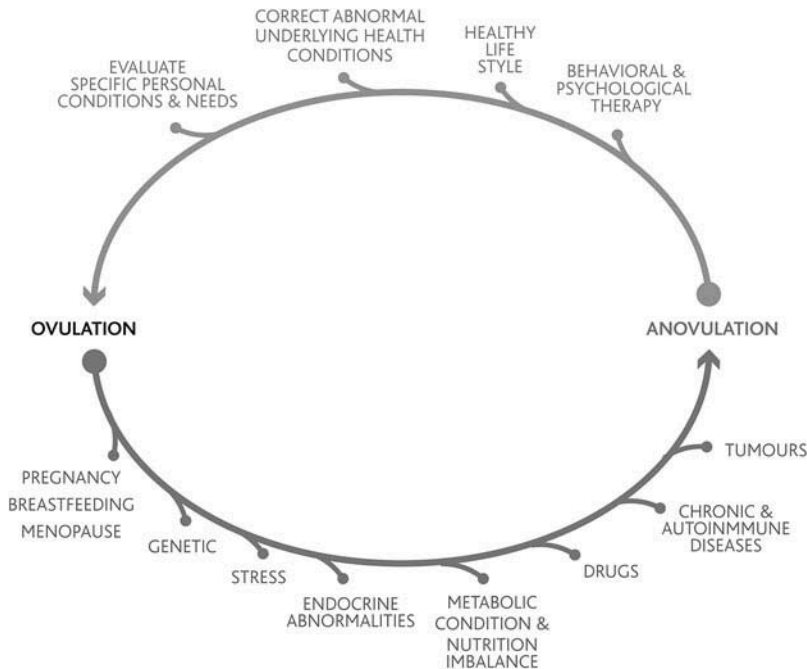 CORRECT ABNORMAL
UNDERLYING HEALTH
CONDITIONS
HEALTHY
LIFE
STYLE
EVALUATE
SPECIFIC PERSONAL
CONDITIONS & NEEDS
BEHAVIORAL &
PSYCHOLOGICAL
THERAPY
OVULATION
ANOVULATION
PREGNANCY
BREASTFEEDING
MENOPAUSE
GENETIC
STRESS
ENDOCRINE
ABNORMALITIES
METABOLIC
CONDITION &
NUTRITION
IMBALANCE
DRUGS
CHRONIC &
AUTOINMMUNE
DISEASES
TUMOURS